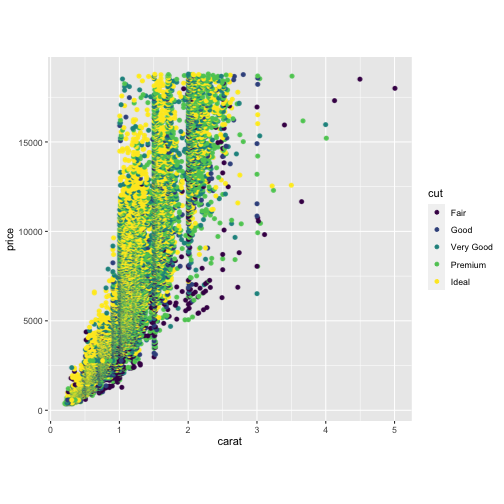 15000
10000
5000
0
price
0
1
2
3
4
5
carat
cut
Fair
Good
Very Good
Premium
Ideal